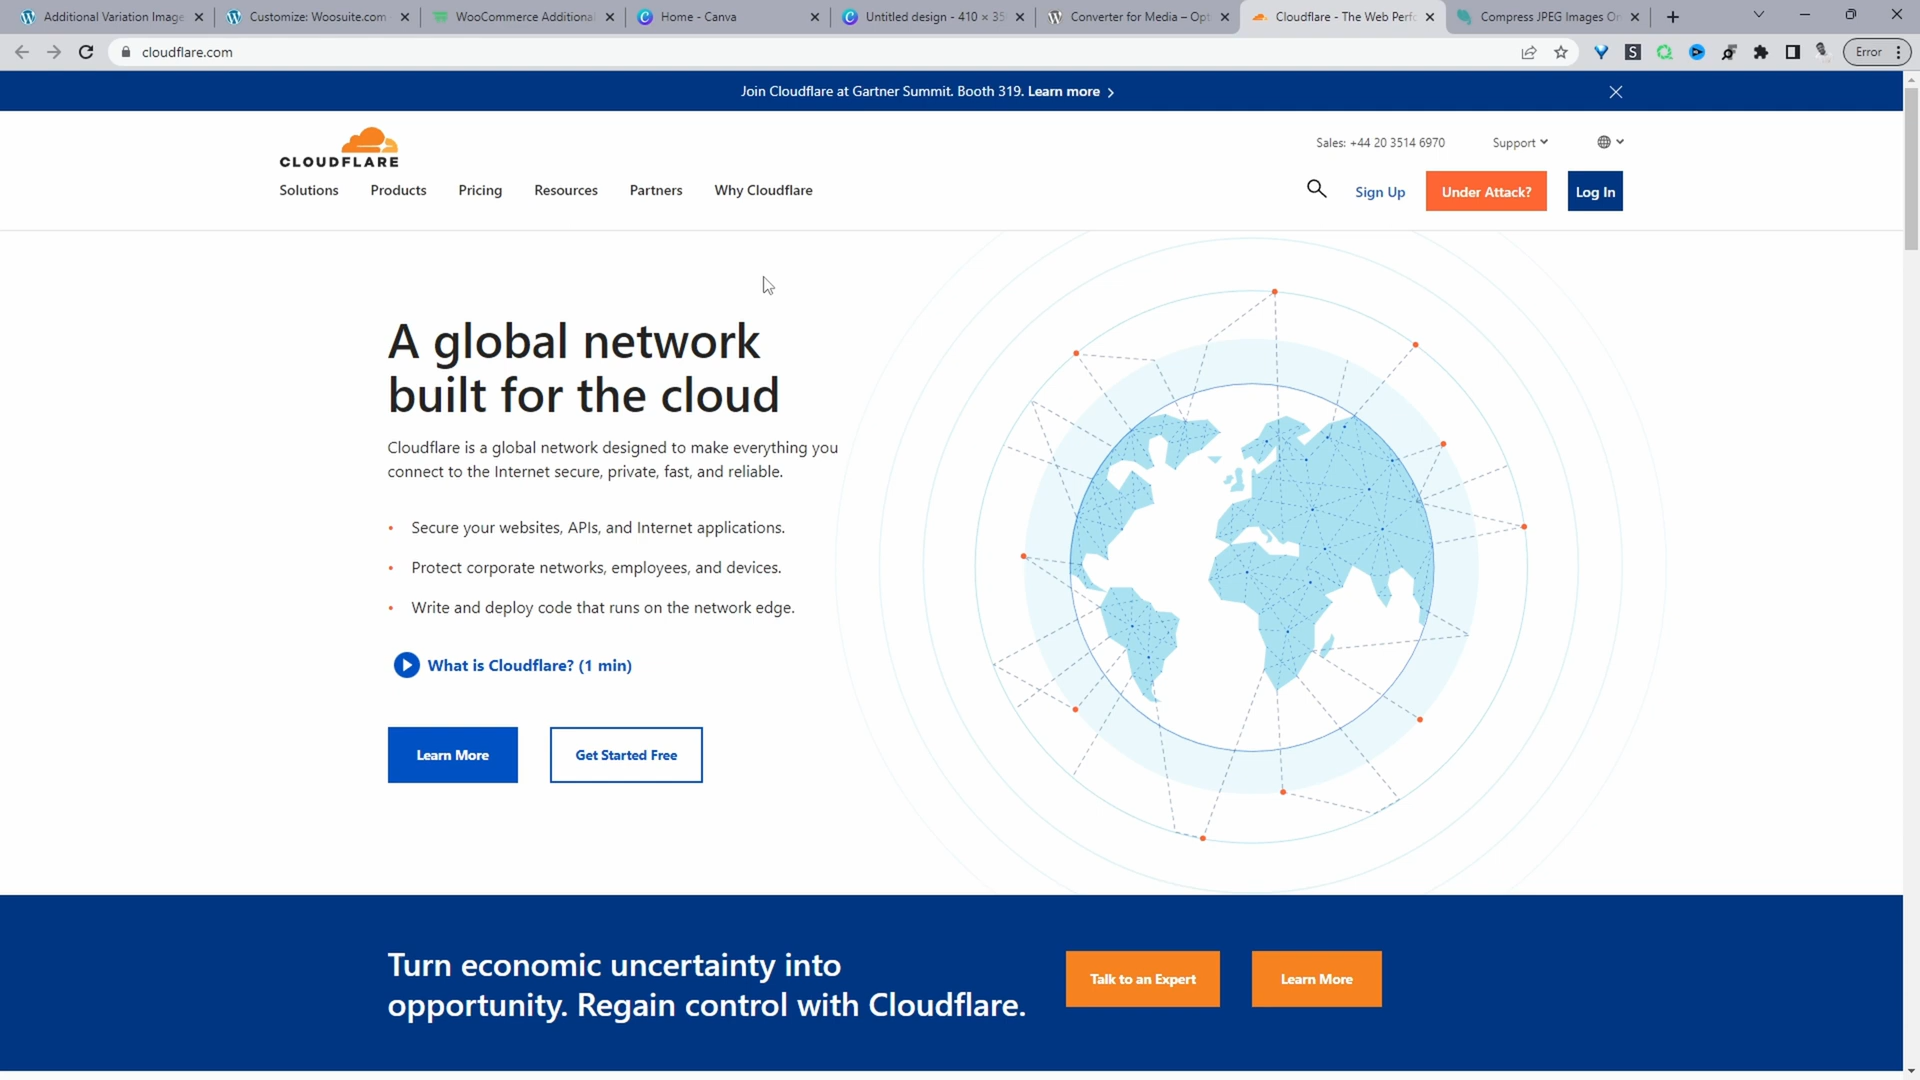 Additional Variation Image
Customize: Woosuite.com
WooCommerce Additional
Home - Canva
Untitled design - 410 × 35
Converter for Media – Opt
Cloudflare - The Web Perfo
Compress JPEG Images On
cloudflare.com
Error
Join Cloudflare at Gartner Summit. Booth 319. Learn more
CLOUDFLARE
Sales: +44 20 3514 6970
Support
Solutions
Products
Pricing
Resources
Partners
Why Cloudflare
Sign Up
Under Attack?
Log In
A global network
built for the cloud
Cloudflare is a global network designed to make everything you
connect to the Internet secure, private, fast, and reliable.
• Secure your websites, APIs, and Internet applications.
• Protect corporate networks, employees, and devices.
• Write and deploy code that runs on the network edge.
What is Cloudflare? (1 min)
Learn More
Get Started Free
Turn economic uncertainty into
opportunity. Regain control with Cloudflare.
Talk to an Expert
Learn More